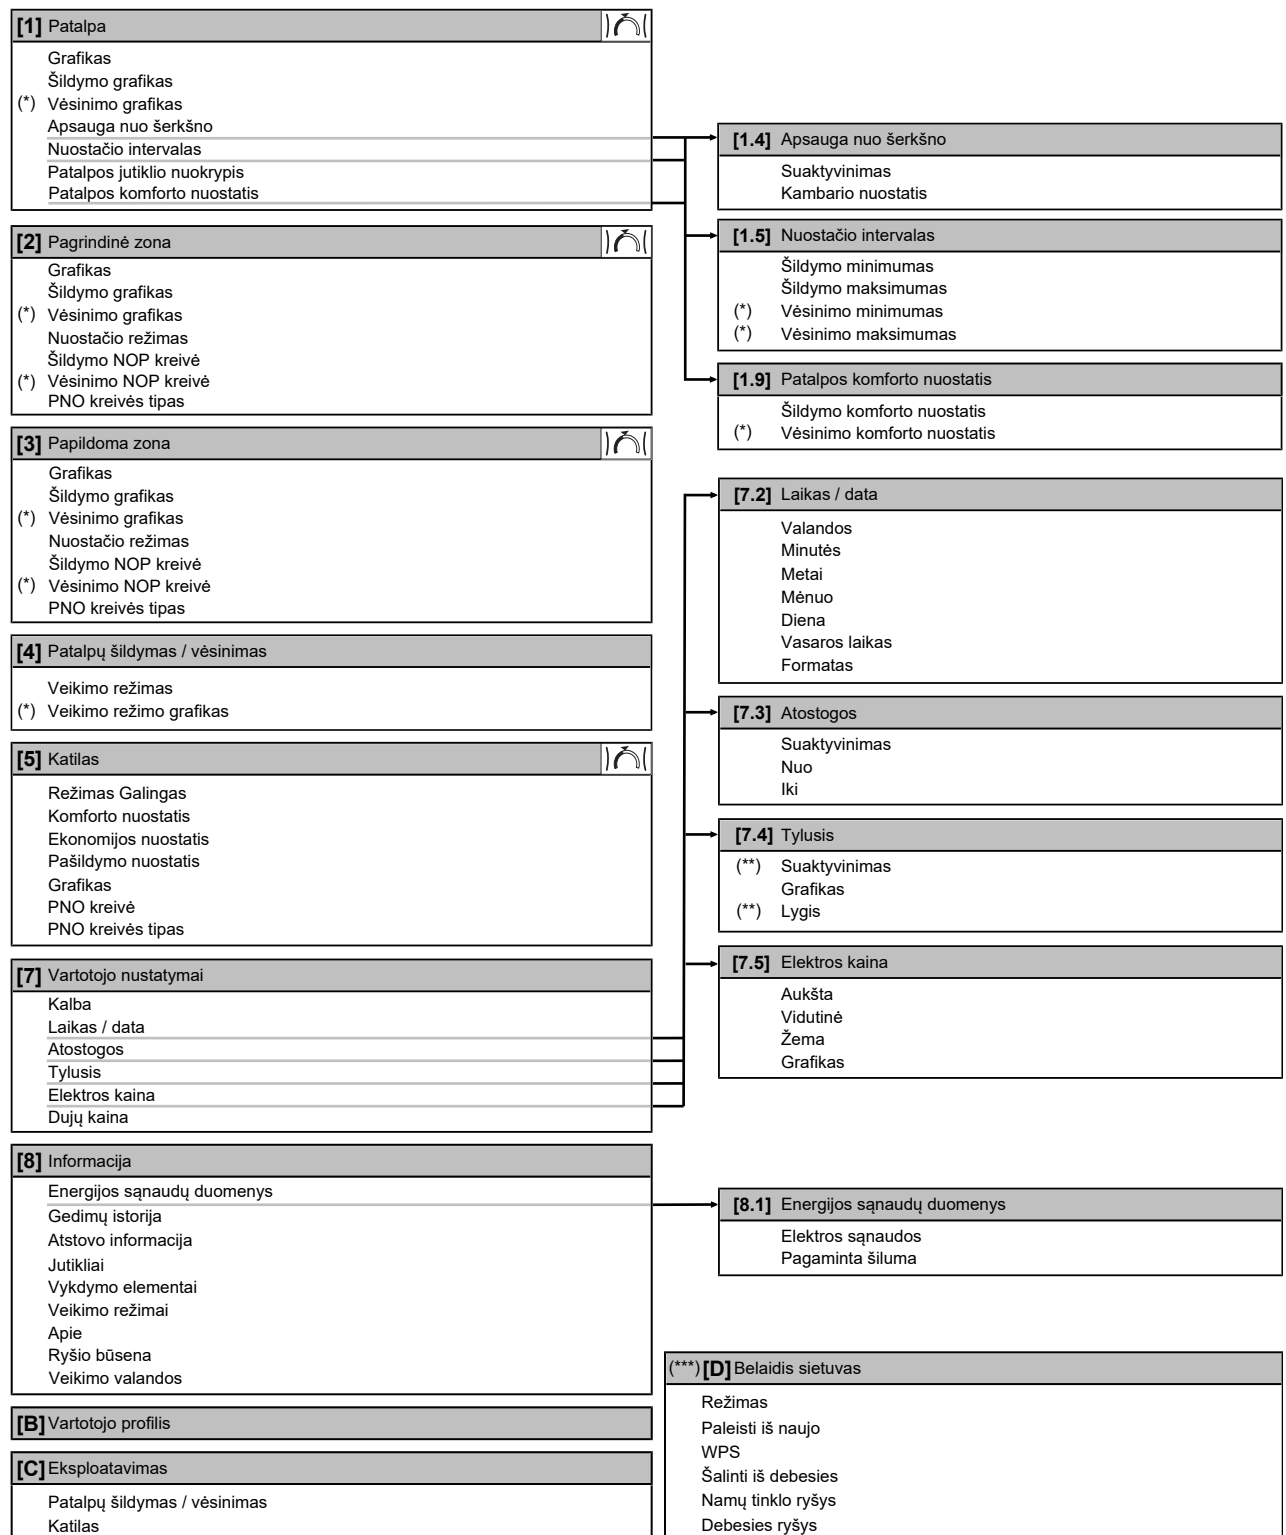 [1] Patalpa
Grafikas
Šildymo grafikas
(*) Vėsinimo grafikas
Apsauga nuo šerkšno
Nuostačio intervalas
Patalpos jutiklio nuokrypis
Patalpos komforto nuostatis
[2] Pagrindinė zona
Grafikas
Šildymo grafikas
(*) Vėsinimo grafikas
Nuostačio režimas
Šildymo NOP kreivė
(*) Vėsinimo NOP kreivė
PNO kreivės tipas
[3] Papildoma zona
Grafikas
Šildymo grafikas
(*) Vėsinimo grafikas
Nuostačio režimas
Šildymo NOP kreivė
(*) Vėsinimo NOP kreivė
PNO kreivės tipas
[4] Patalpų šildymas / vėsinimas
Veikimo režimas
(*) Veikimo režimo grafikas
[5] Katilas
Režimas Galingas
Komforto nuostatis
Ekonomijos nuostatis
Pašildymo nuostatis
Grafikas
PNO kreivė
PNO kreivės tipas
[7] Vartotojo nustatymai
Kalba
Laikas / data
Atostogos
Tylusis
Elektros kaina
Dujų kaina
[8] Informacija
Energijos sąnaudų duomenys
Gedimų istorija
Atstovo informacija
Jutikliai
Vykdymo elementai
Veikimo režimai
Apie
Ryšio būsena
Veikimo valandos
[B] Vartotojo profilis
[C] Eksploatavimas
Patalpų šildymas / vėsinimas
Katilas
[1.4] Apsauga nuo šerkšno
Suaktyvinimas
Kambario nuostatis
[1.5] Nuostačio intervalas
Šildymo minimumas
Šildymo maksimumas
(*) Vėsinimo minimumas
(*) Vėsinimo maksimumas
[1.9] Patalpos komforto nuostatis
Šildymo komforto nuostatis
(*) Vėsinimo komforto nuostatis
[7.2] Laikas / data
Valandos
Minutės
Metai
Mėnuo
Diena
Vasaros laikas
Formatas
[7.3] Atostogos
Suaktyvinimas
Nuo
Iki
[7.4] Tylusis
(**) Suaktyvinimas
Grafikas
(**) Lygis
[7.5] Elektros kaina
Aukšta
Vidutinė
Žema
Grafikas
[8.1] Energijos sąnaudų duomenys
Elektros sąnaudos
Pagaminta šiluma
(***) [D] Belaidis sietuvas
Režimas
Paleisti iš naujo
WPS
Šalinti iš debesies
Namų tinklo ryšys
Debesies ryšys